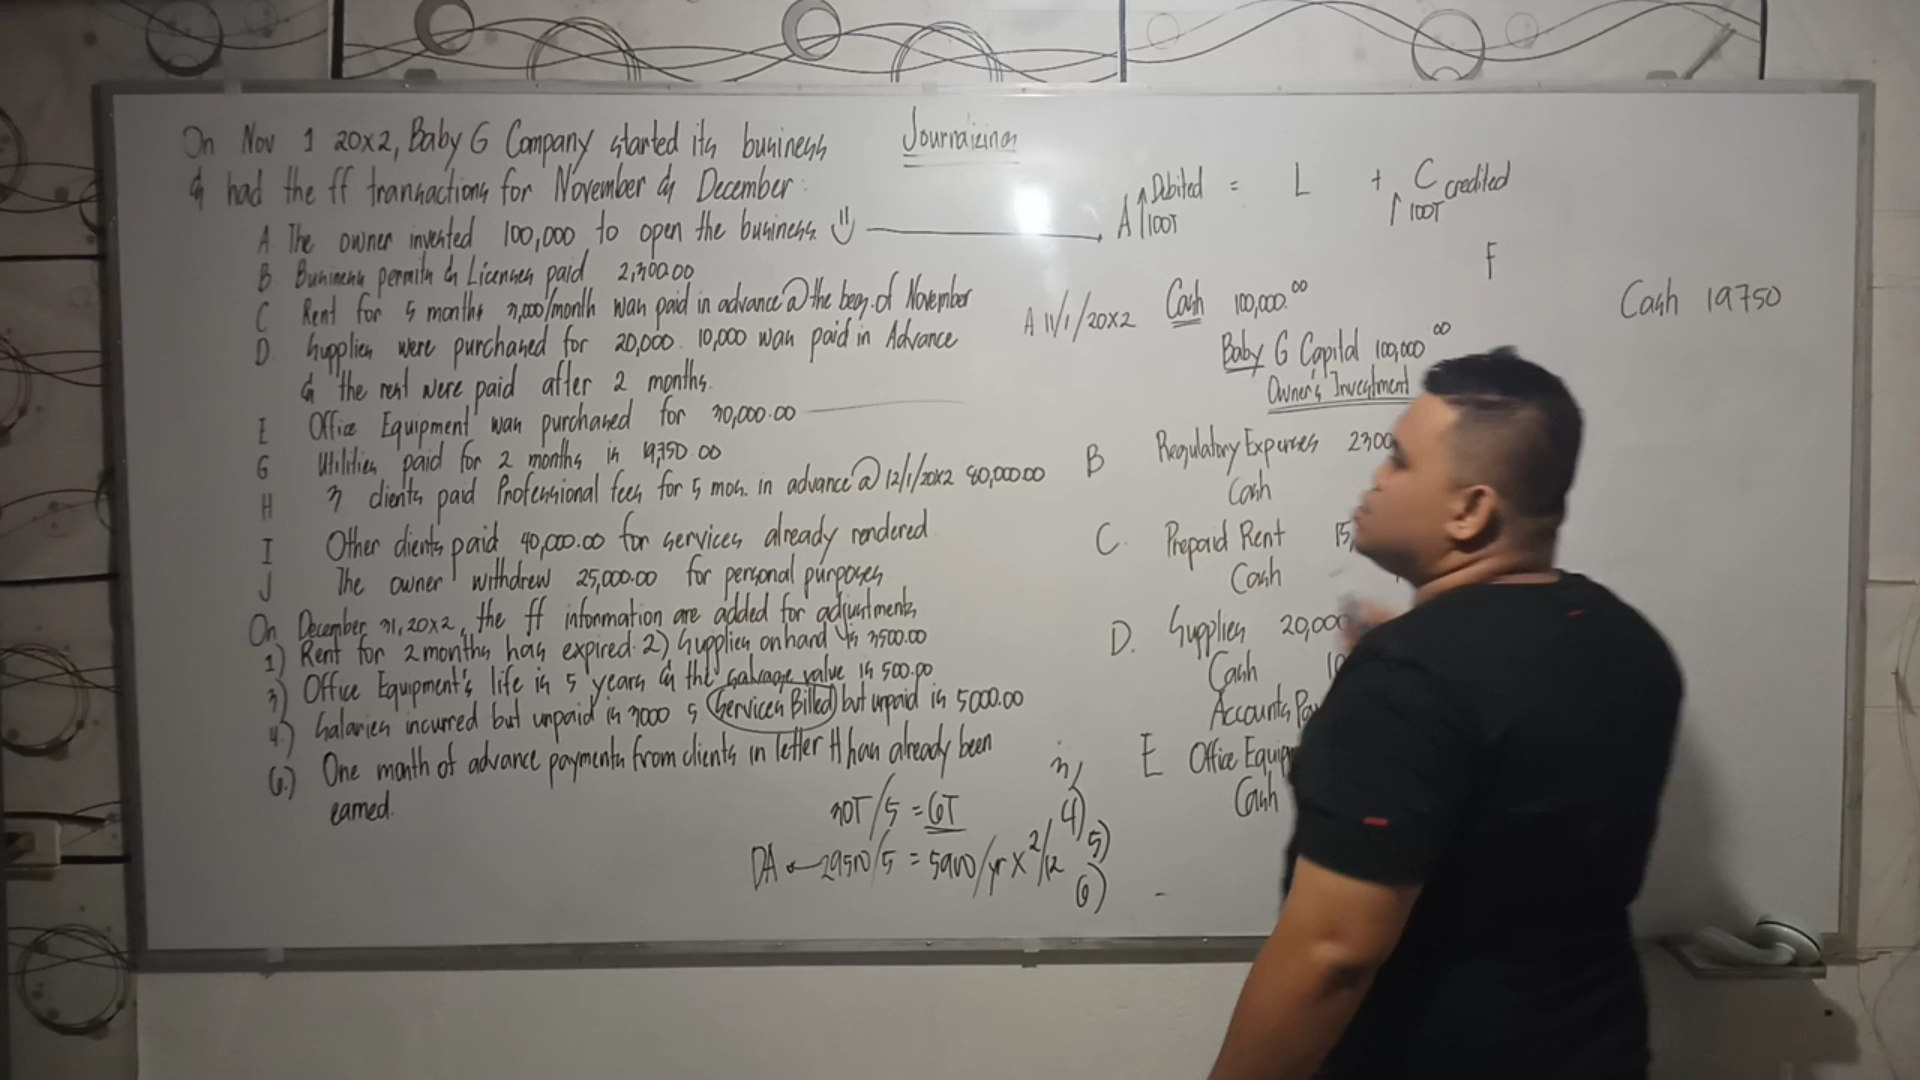 On Nov 1 20x2, Baby G Company started its business
& had the ff transactions for November & December:
A. The owner invested 100,000 to open the business.
B. Business permits & Licenses paid 2,300.00
C Rent for 5 months 3,000/month was paid in advance @ the beg. of November
D. Supplies were purchased for 20,000. 10,000 was paid in Advance
& the rest were paid after 2 months.
E Office Equipment was purchased for 30,000.00
G Utilities paid for 2 months is 19,750.00
H 3 clients paid Professional fees for 5 mos. in advance @ 12/1/20x2
I Other clients paid 40,000.00 for services already rendered
J The owner withdrew 25,000.00 for personal purposes
On December 31, 20x2, the ff information are added for adjustments
1) Rent for 2 months has expired. 2) Supplies on hand is 3500.00
3) Office Equipment's life is 5 years & the salvage value is 500.00
4.) Salaries incurred but unpaid is 3000 5 Services Billed but unpaid is 5000.00
6.) One month of advance payments from clients in letter H has already been
earned.
30T/5 = 6T
DA 29500/5 = 5900/yr x 2/12
3)
4)
5)
6)
Journalizing
A Debited = L + C credited
100T 100T
F
A 11/1/20x2 Cash 100,000.00
Baby G Capital 100,000.00
Owner's Investment
B Regulatory Expenses 2300
Cash
C. Prepaid Rent 15,
Cash
D. Supplies 20,000
Cash 10
Accounts Pa
E Office Equip
Cash
Cash 19750